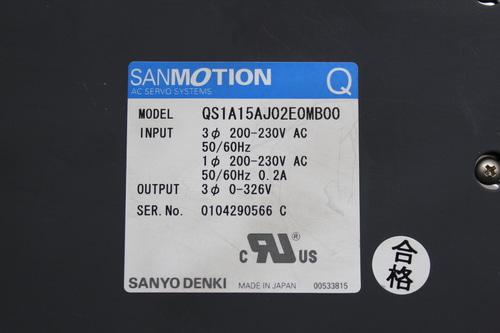 SANMOTION Q
AC SERVO SYSTEMS
MODEL QS1A15AJ02E0MB00
INPUT 3φ 200-230V AC
50/60Hz
1φ 200-230V AC
50/60Hz 0.2A
OUTPUT 3φ 0-326V
SER.No. 0104290566 C
c RU ® US
SANYO DENKI MADE IN JAPAN 00533815
合格